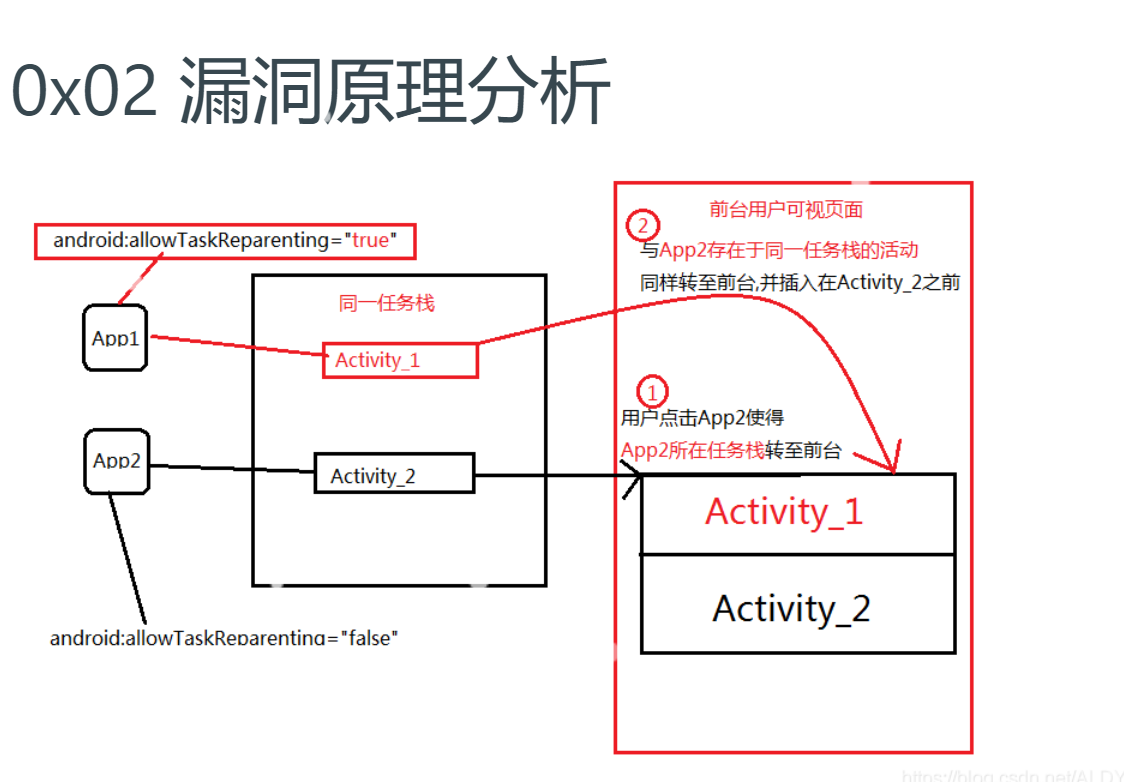 0x02 漏洞原理分析
android:allowTaskReparenting="true"
App1
App2
android:allowTaskReparenting="false"
同一任务栈
Activity_1
Activity_2
前台用户可视页面
2
与App2存在于同一任务栈的活动
同样转至前台,并插入在Activity_2之前
1
用户点击App2使得
App2所在任务栈转至前台
Activity_1
Activity_2
https://blog.csdn.net/ALDY